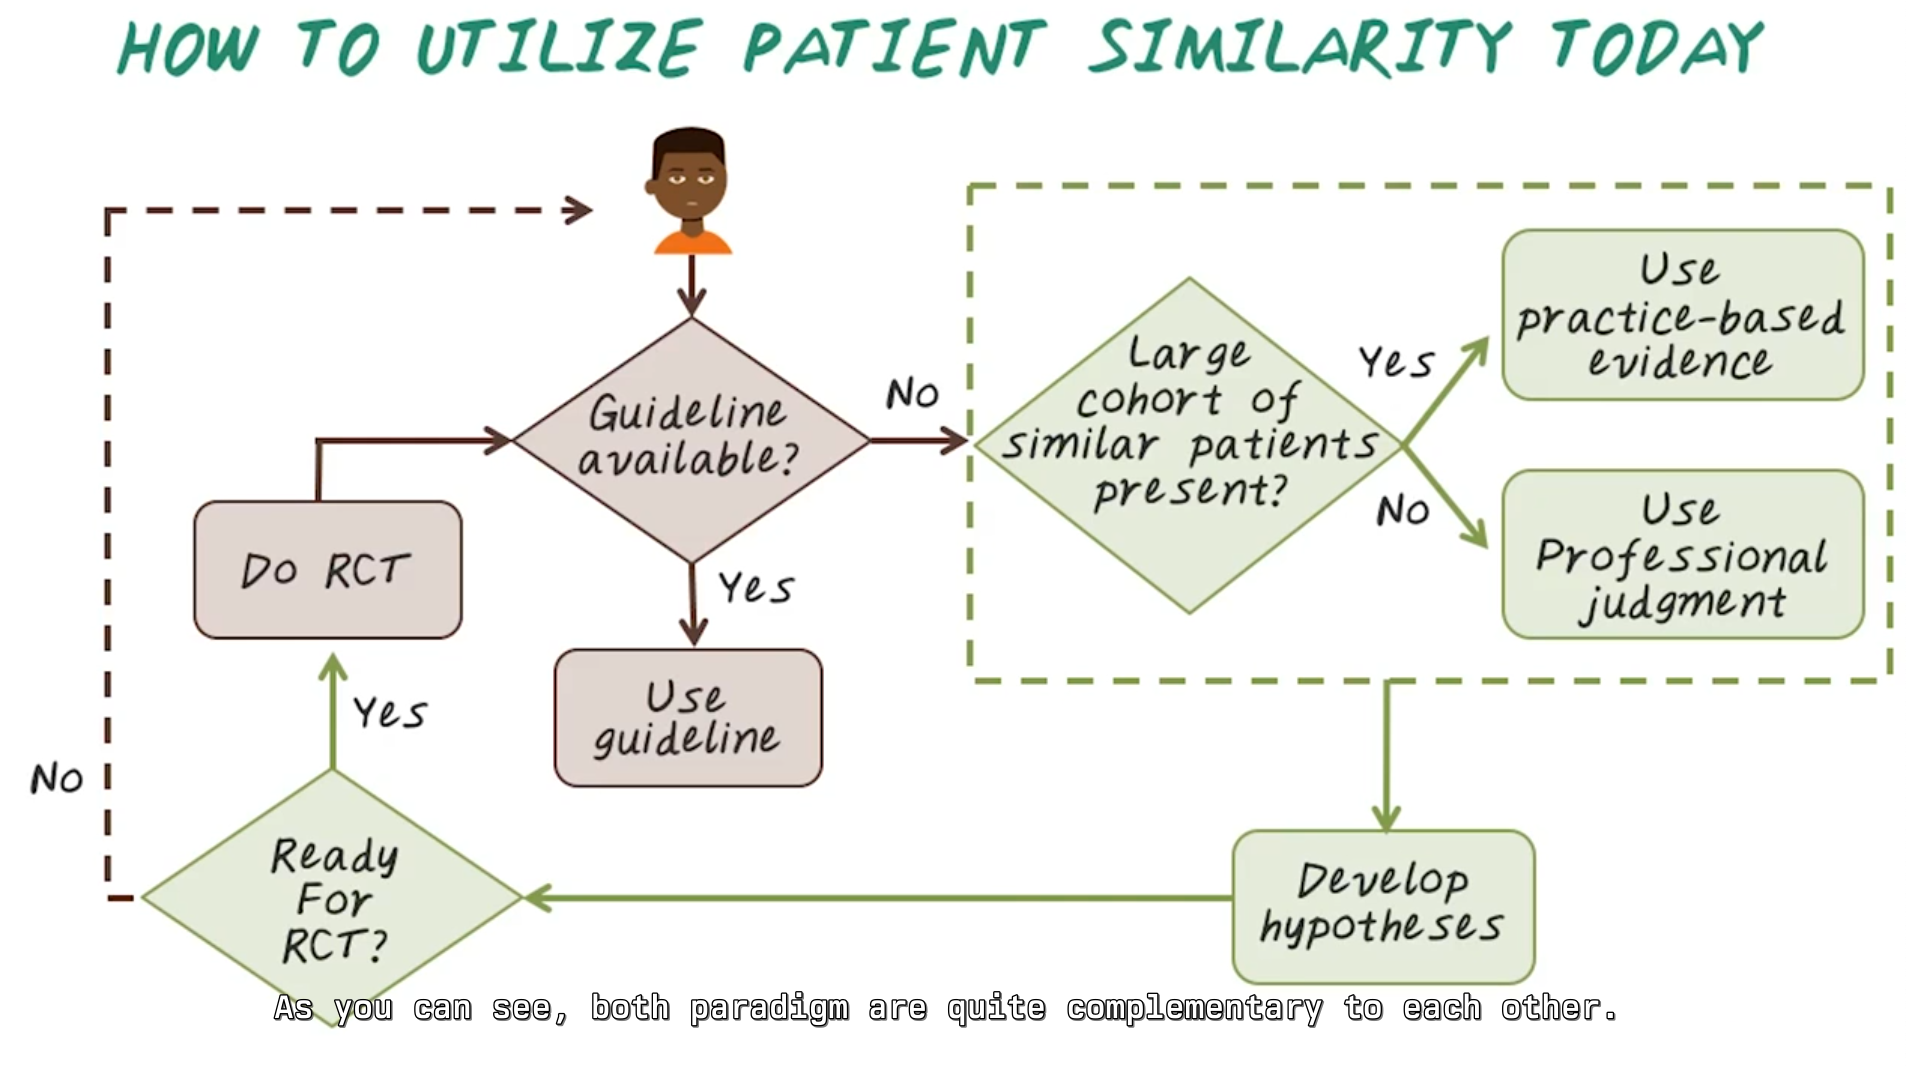 HOW TO UTILIZE PATIENT SIMILARITY TODAY
Guideline
available?
No
Yes
Use
guideline
Large
cohort of
similar patients
present?
Yes
No
Use
practice-based
evidence
Use
Professional
judgment
Develop
hypotheses
Ready
For
RCT?
Yes
No
Do RCT
As you can see, both paradigm are quite complementary to each other.